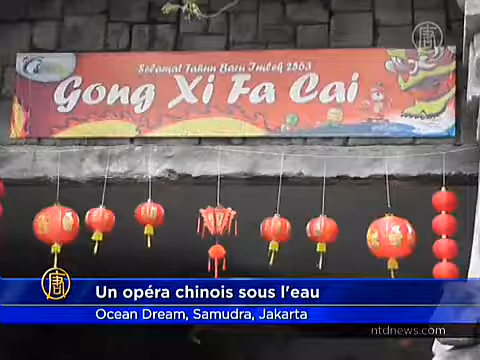 Selamat Tahun Baru Imlek 2563
Gong Xi Fa Cai
Un opéra chinois sous l'eau
Ocean Dream, Samudra, Jakarta
ntdnews.com